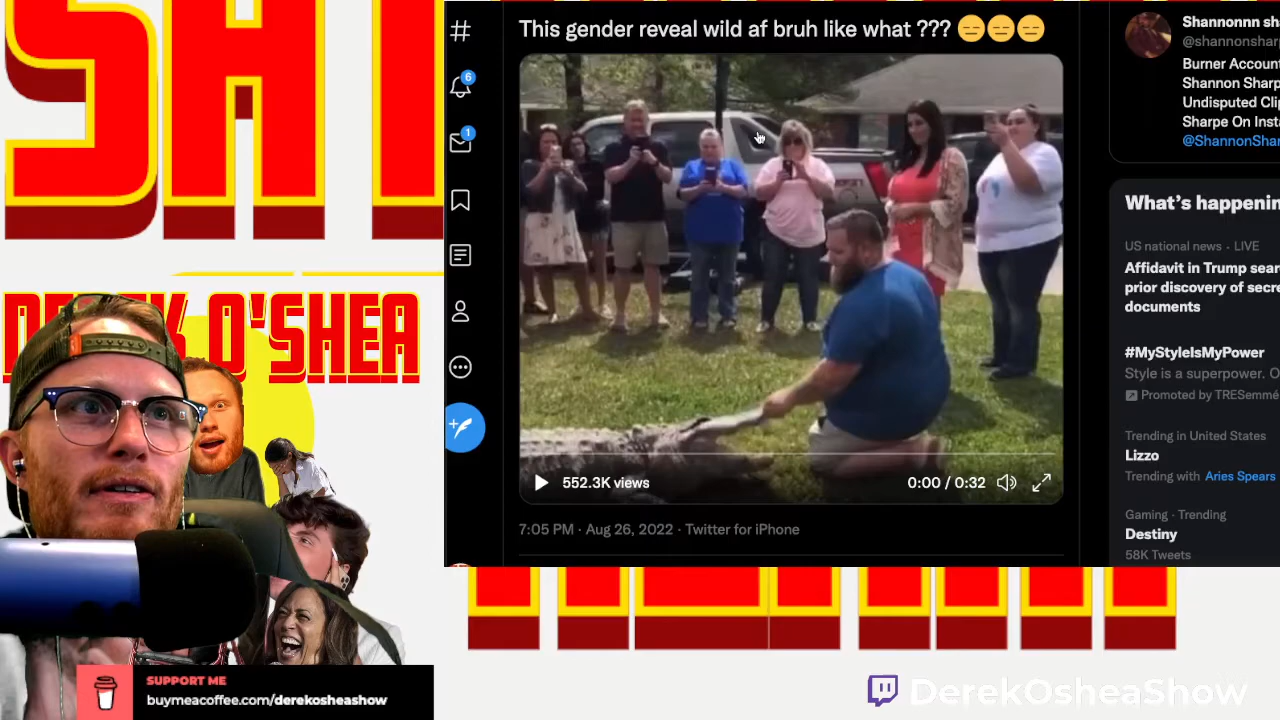 This gender reveal wild af bruh like what ??? 😑😑😑
6
1
552.3K views
0:00 / 0:32
7:05 PM · Aug 26, 2022 · Twitter for iPhone
Shannonnn
@shannonshar
Burner Accoun
Shannon Sharp
Undisputed Cli
Sharpe On Inst
@ShannonShar
What's happenin
US national news · LIVE
Affidavit in Trump sear
prior discovery of secre
documents
#MyStyleIsMyPower
Style is a superpower. O
Promoted by TRESemmé
Trending in United States
Lizzo
Trending with Aries Spears
Gaming · Trending
Destiny
58K Tweets
SH
DEREK O'SHEA
SUPPORT ME
buymeacoffee.com/derekosheashow
DerekOsheaShow